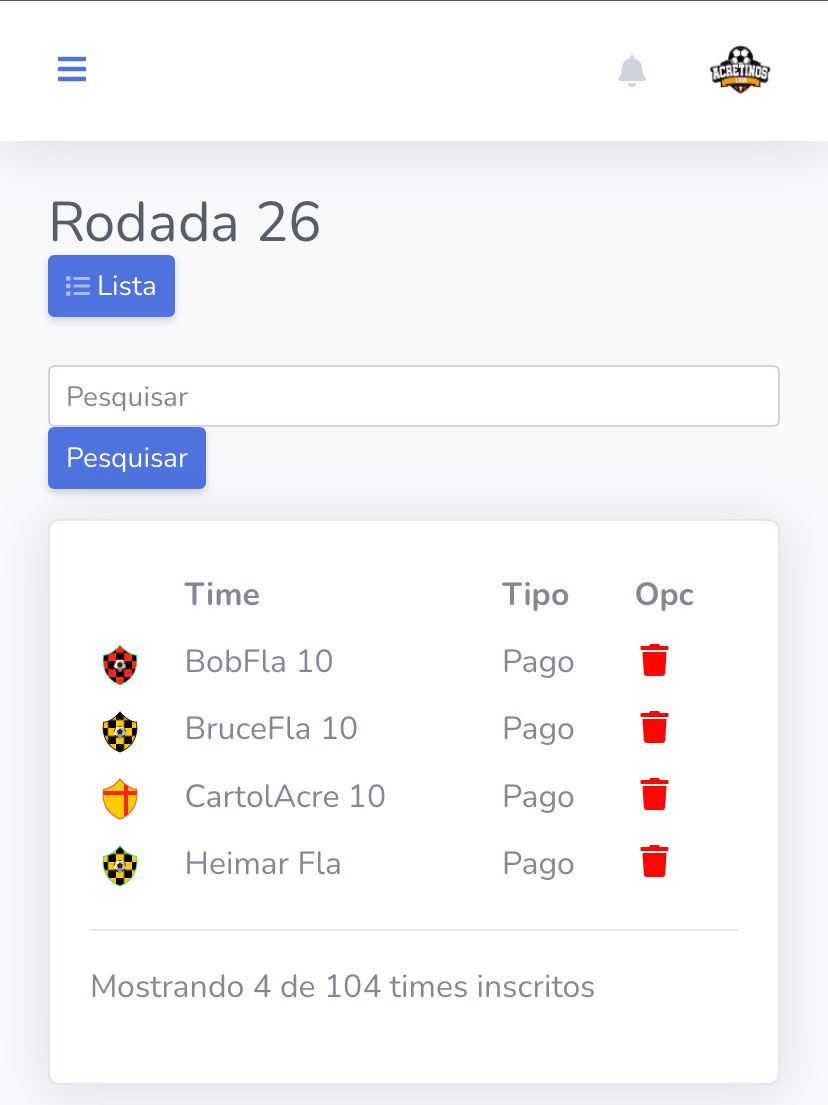 ACRETINOS
Rodada 26
Lista
Pesquisar
Pesquisar
Time Tipo Opc
BobFla 10 Pago
BruceFla 10 Pago
CartolAcre 10 Pago
Heimar Fla Pago
Mostrando 4 de 104 times inscritos